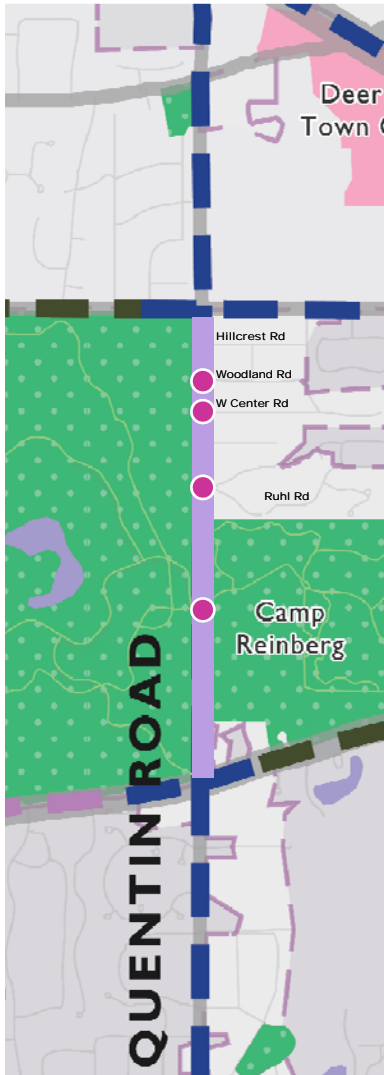 Deer
Town
Hillcrest Rd
Woodland Rd
W Center Rd
Ruhl Rd
Camp
Reinberg
QUENTIN ROAD